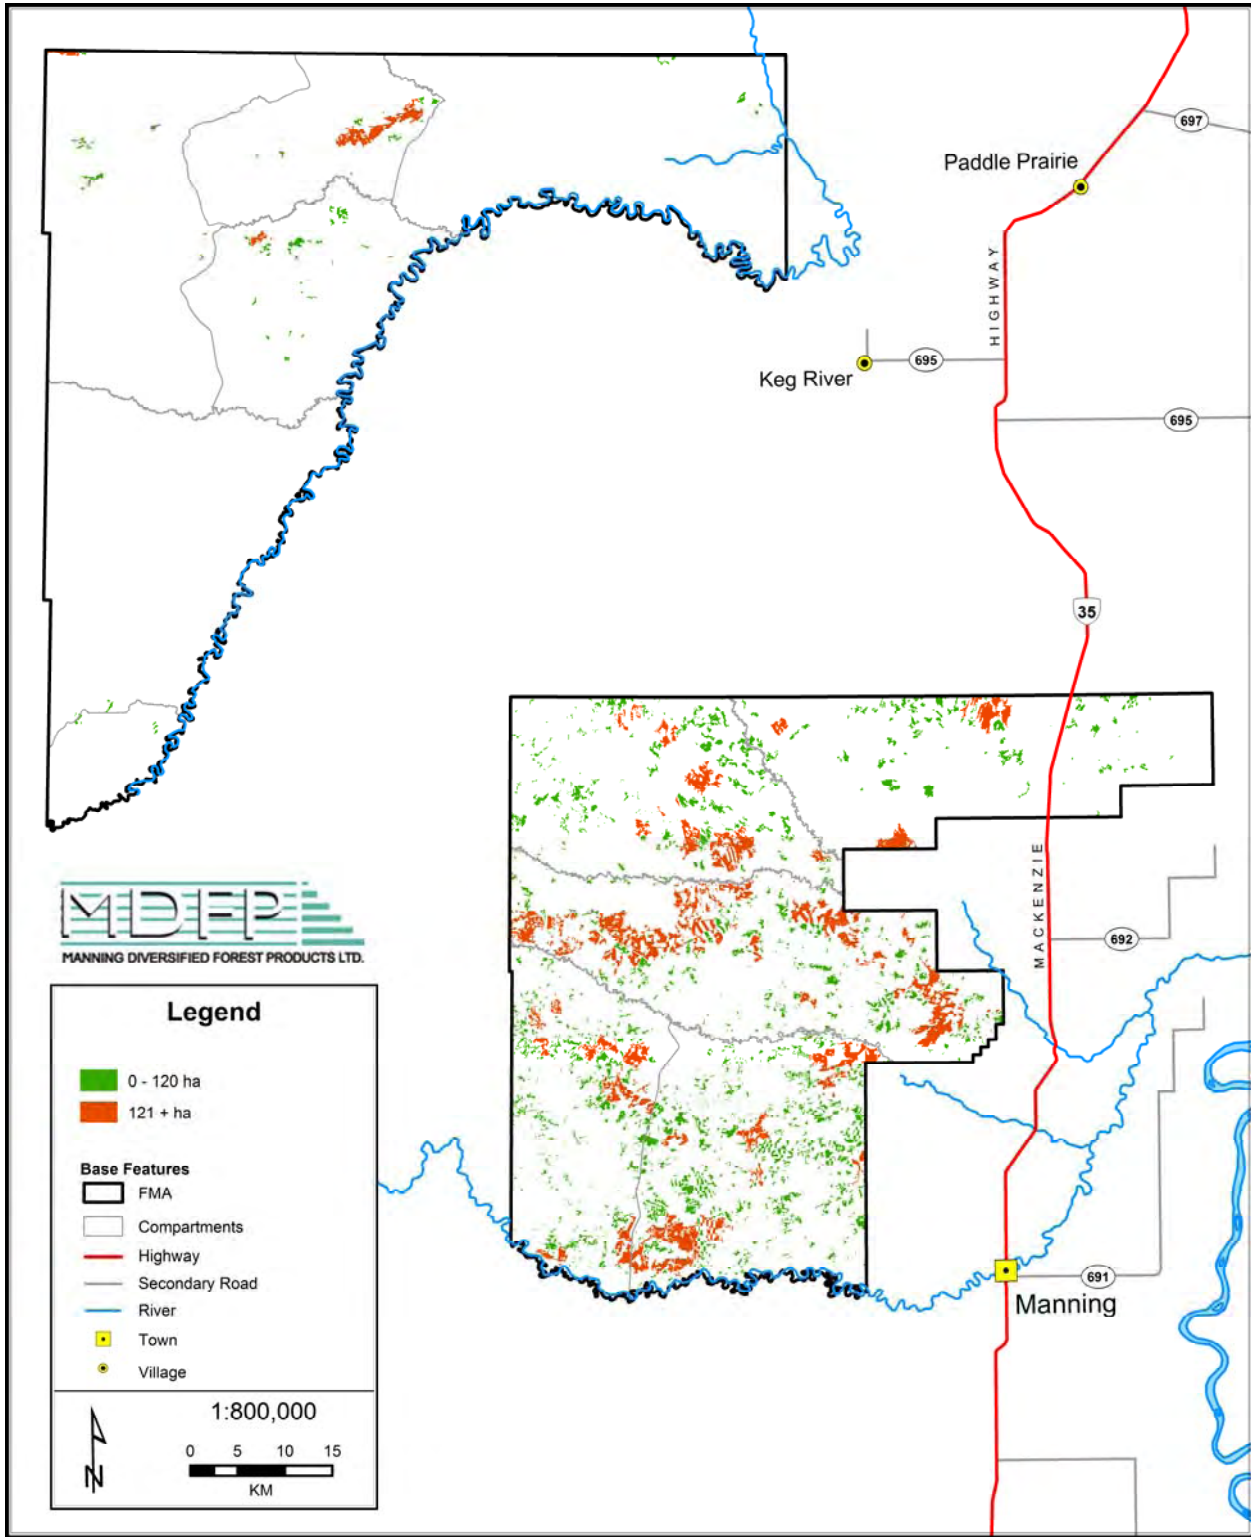 697
Paddle Prairie
HIGHWAY
695
Keg River
695
35
MDFP
MANNING DIVERSIFIED FOREST PRODUCTS LTD.
MACKENZIE
692
Legend
0 - 120 ha
121 + ha
Base Features
FMA
Compartments
Highway
Secondary Road
River
Town
Village
1:800,000
0 5 10 15
KM
N
691
Manning